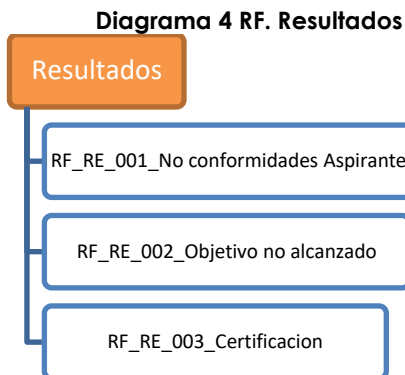 Diagrama 4 RF. Resultados
Resultados
RF_RE_001_No conformidades Aspirante
RF_RE_002_Objetivo no alcanzado
RF_RE_003_Certificacion